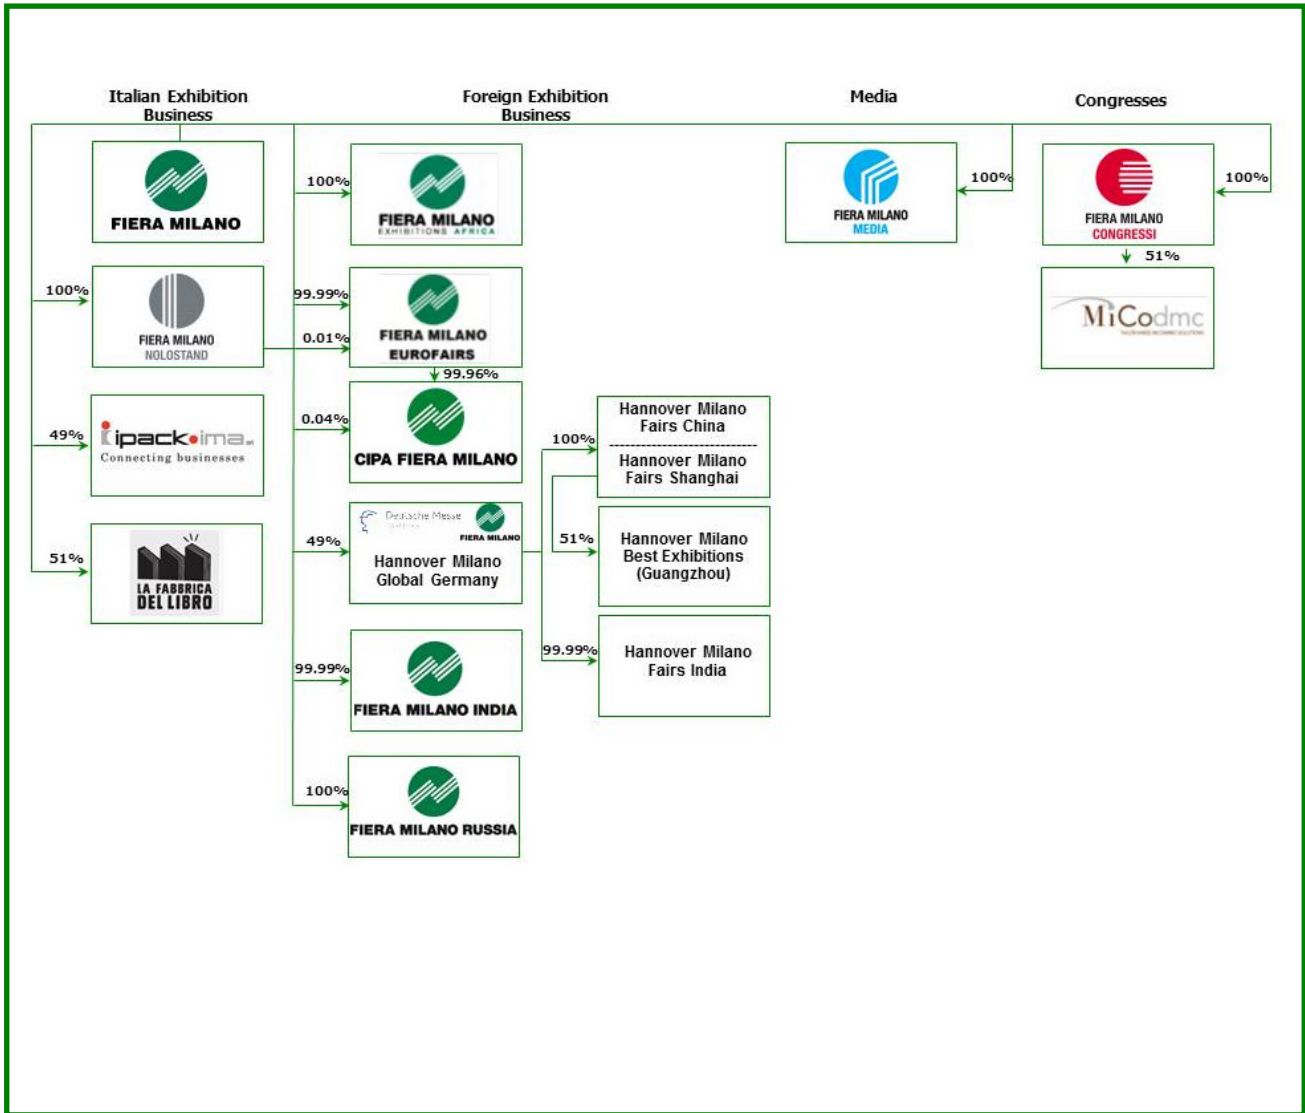 Italian Exhibition
Business
Foreign Exhibition
Business
Media
Congresses
FIERA MILANO
100%
FIERA MILANO
NOLOSTAND
49%
ipack-ima srl
Connecting businesses
51%
LA FABBRICA
DEL LIBRO
100%
FIERA MILANO
EXHIBITIONS AFRICA
99.99%
0.01%
FIERA MILANO
EUROFAIRS
99.96%
0.04%
CIPA FIERA MILANO
49%
Deutsche Messe
FIERA MILANO
Hannover Milano
Global Germany
99.99%
FIERA MILANO INDIA
100%
FIERA MILANO RUSSIA
100%
Hannover Milano
Fairs China
Hannover Milano
Fairs Shanghai
51%
Hannover Milano
Best Exhibitions
(Guangzhou)
99.99%
Hannover Milano
Fairs India
FIERA MILANO
MEDIA
100%
FIERA MILANO
CONGRESSI
100%
51%
MiCodmc